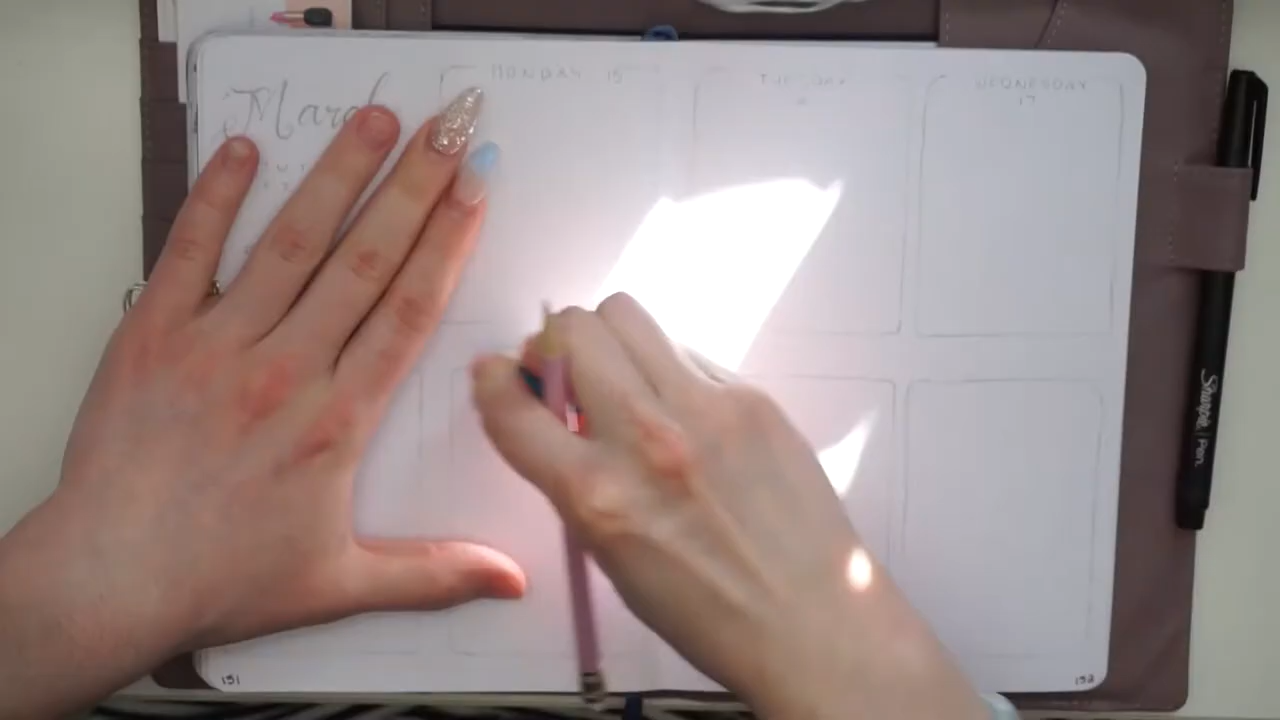 March
MONDAY 15
TUESDAY
WEDNESDAY
17
Sharpie Pen.
151
152